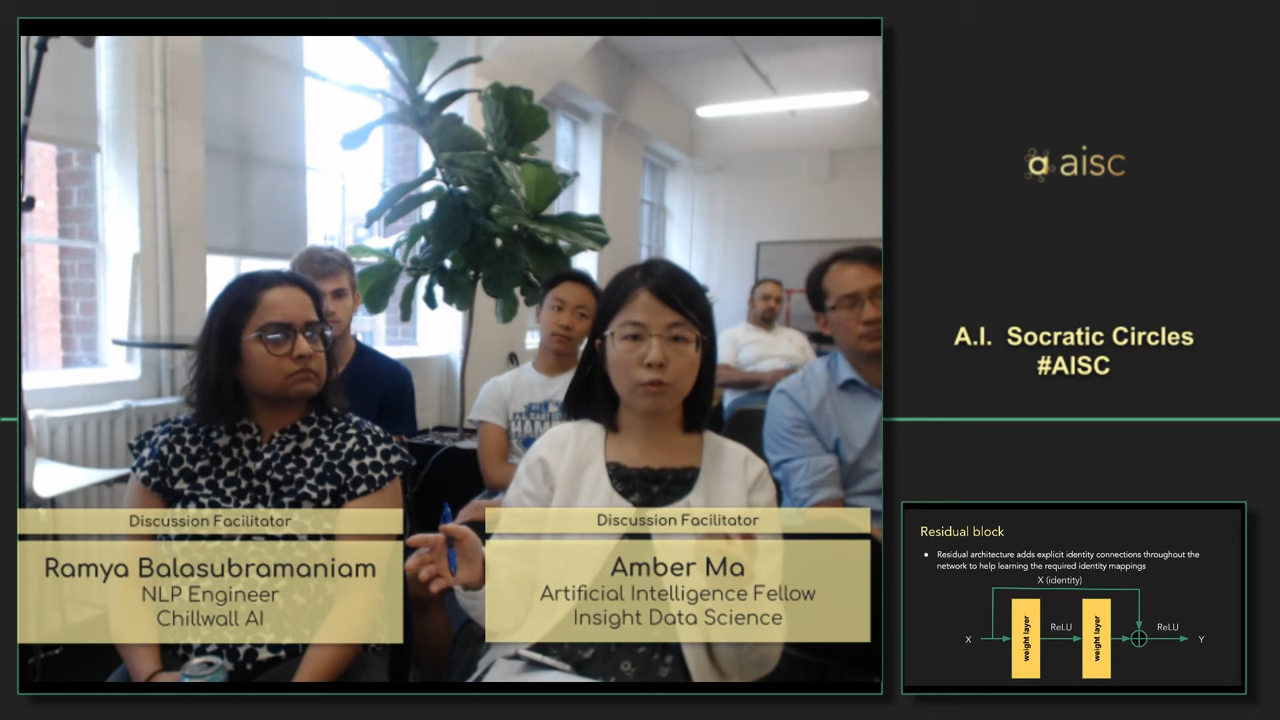 aisc
A.I. Socratic Circles
#AISC
Discussion Facilitator
Ramya Balasubramaniam
NLP Engineer
Chillwall AI
Discussion Facilitator
Amber Ma
Artificial Intelligence Fellow
Insight Data Science
Residual block
• Residual architecture adds explicit identity connections throughout the
network to help learning the required identity mappings
X (identity)
X
weight layer
ReLU
weight layer
ReLU
Y